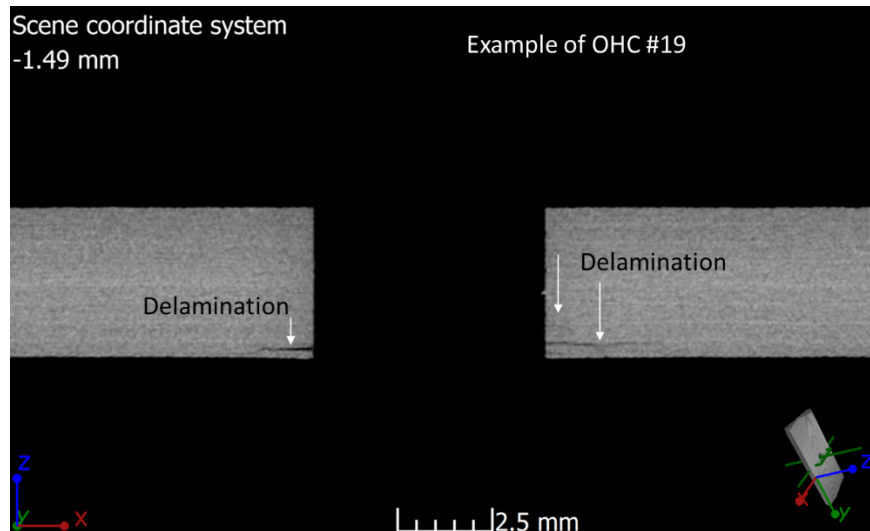 Scene coordinate system
-1.49 mm
Example of OHC #19
Delamination
Delamination
z
y
x
2.5 mm
z
x
y